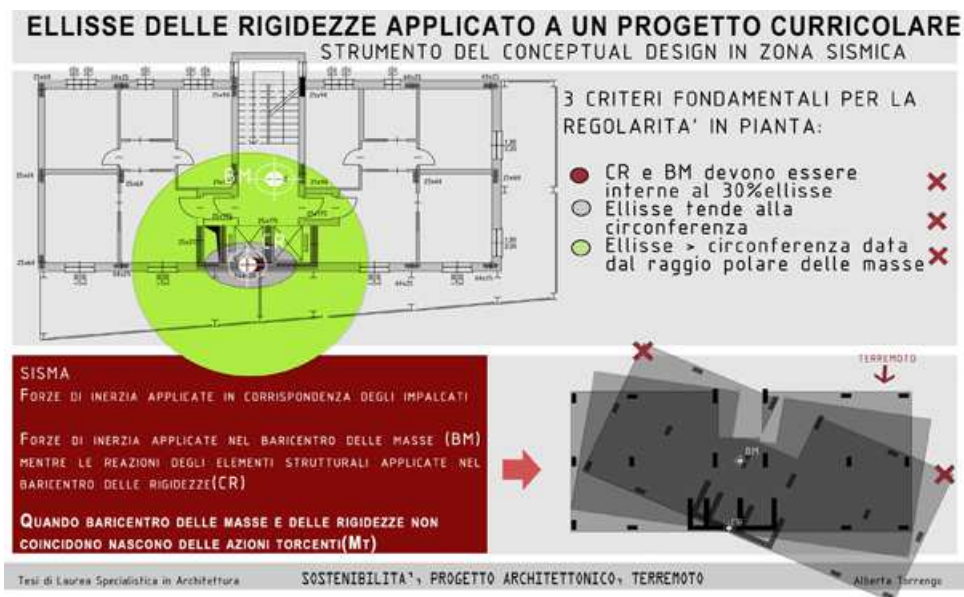 ELLISSE DELLE RIGIDEZZE APPLICATO A UN PROGETTO CURRICOLARE
STRUMENTO DEL CONCEPTUAL DESIGN IN ZONA SISMICA
3 CRITERI FONDAMENTALI PER LA
REGOLARITA' IN PIANTA:
CR e BM devono essere
interne al 30%ellisse
Ellisse tende alla
circonferenza
Ellisse > circonferenza data
dal raggio polare delle masse
BM
CR
SISMA
FORZE DI INERZIA APPLICATE IN CORRISPONDENZA DEGLI IMPALCATI
FORZE DI INERZIA APPLICATE NEL BARICENTRO DELLE MASSE (BM)
MENTRE LE REAZIONI DEGLI ELEMENTI STRUTTURALI APPLICATE NEL
BARICENTRO DELLE RIGIDEZZE(CR)
QUANDO BARICENTRO DELLE MASSE E DELLE RIGIDEZZE NON
COINCIDONO NASCONO DELLE AZIONI TORCENTI(MT)
TERREMOTO
BM
CR
Tesi di Laurea Specialistica in Architettura
SOSTENIBILITA', PROGETTO ARCHITETTONICO, TERREMOTO
Alberta Torrengo